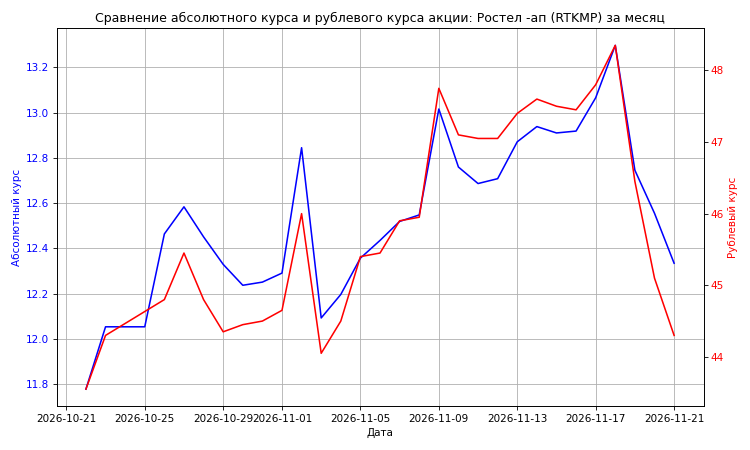 Сравнение абсолютного курса и рублевого курса акции: Ростел -ап (RTKMP) за месяц
13.2
13.0
12.8
12.6
12.4
12.2
12.0
11.8
Абсолютный курс
48
47
46
45
44
Рублевый курс
2026-10-21 2026-10-25 2026-10-29 2026-11-01 2026-11-05 2026-11-09 2026-11-13 2026-11-17 2026-11-21
Дата